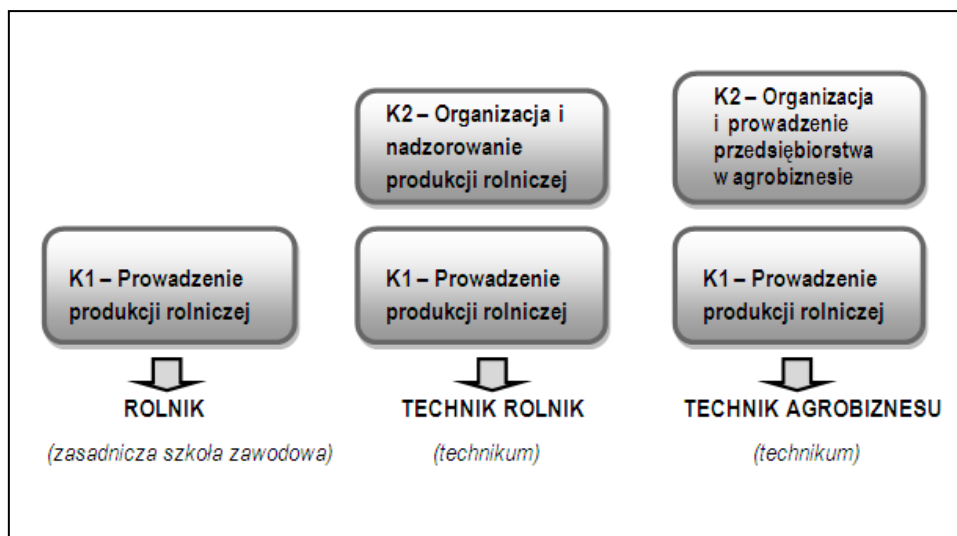 K2 – Organizacja i
nadzorowanie
produkcji rolniczej
K2 – Organizacja
i prowadzenie
przedsiębiorstwa
w agrobiznesie
K1 – Prowadzenie
produkcji rolniczej
K1 – Prowadzenie
produkcji rolniczej
K1 – Prowadzenie
produkcji rolniczej
ROLNIK
TECHNIK ROLNIK
TECHNIK AGROBIZNESU
(zasadnicza szkoła zawodowa)
(technikum)
(technikum)